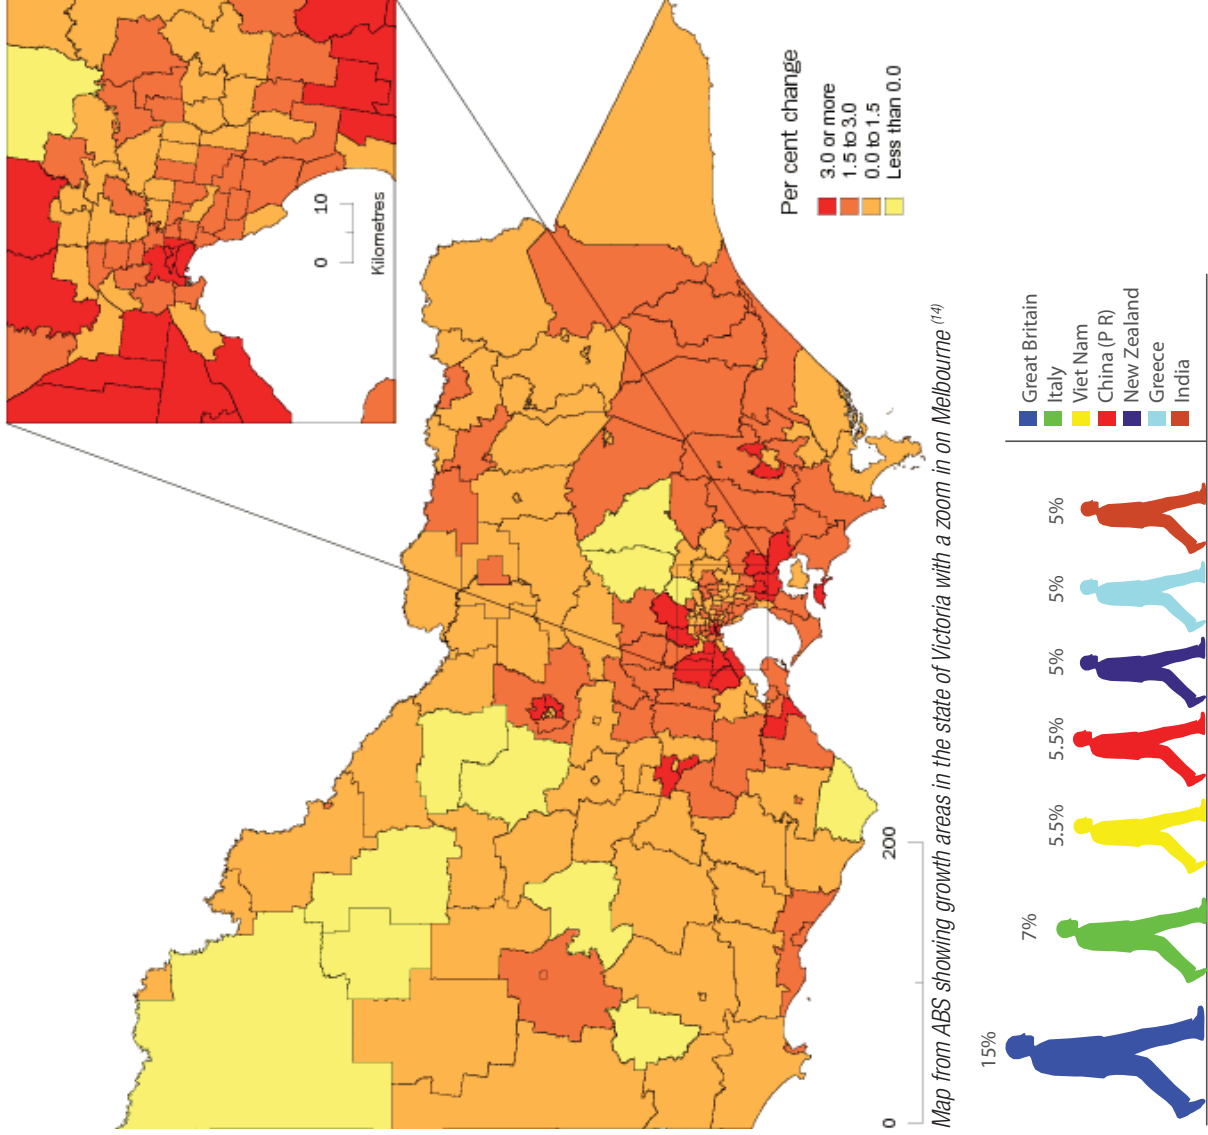 0 10
Kilometres
Per cent change
3.0 or more
1.5 to 3.0
0.0 to 1.5
Less than 0.0
0 200
Map from ABS showing growth areas in the state of Victoria with a zoom in on Melbourne (14)
15%
7%
5.5%
5.5%
5%
5%
5%
Great Britain
Italy
Viet Nam
China (P R)
New Zealand
Greece
India